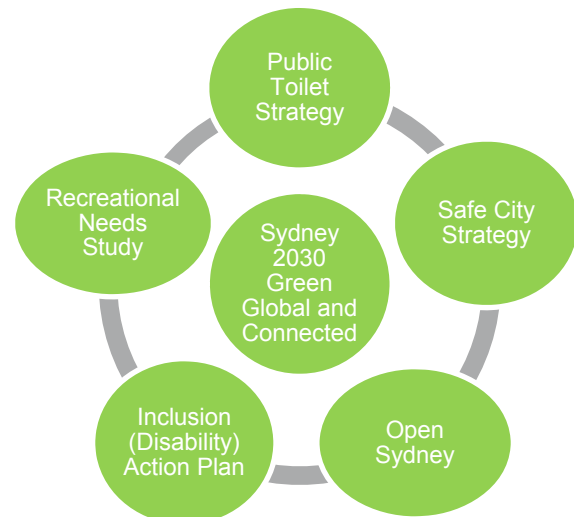 Public
Toilet
Strategy
Safe City
Strategy
Open
Sydney
Inclusion
(Disability)
Action Plan
Recreational
Needs
Study
Sydney
2030
Green
Global and
Connected